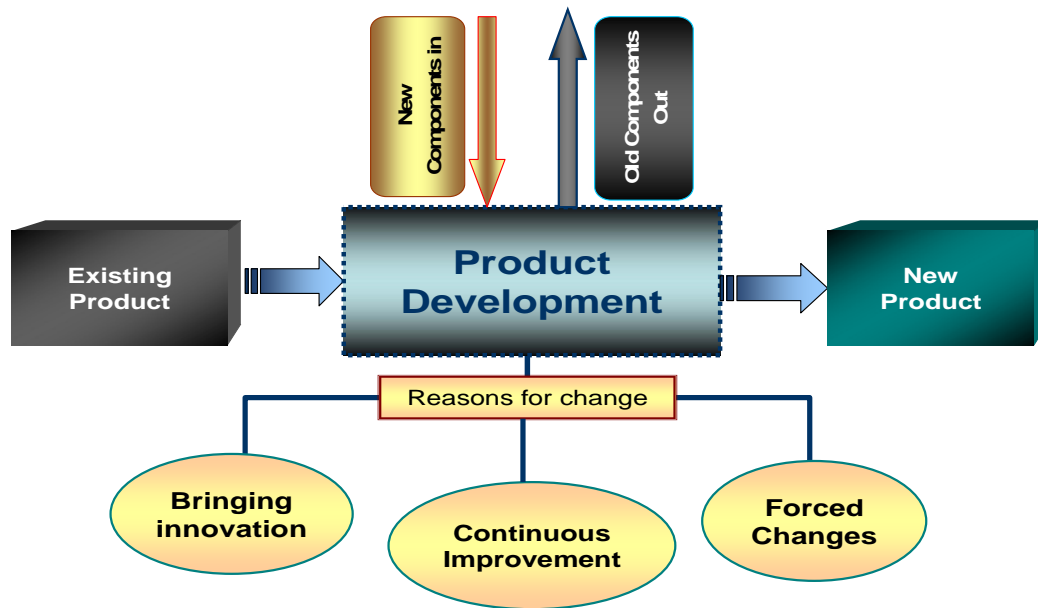 New
Components in
Old Components
Out
Existing
Product
Product
Development
New
Product
Reasons for change
Bringing
innovation
Continuous
Improvement
Forced
Changes